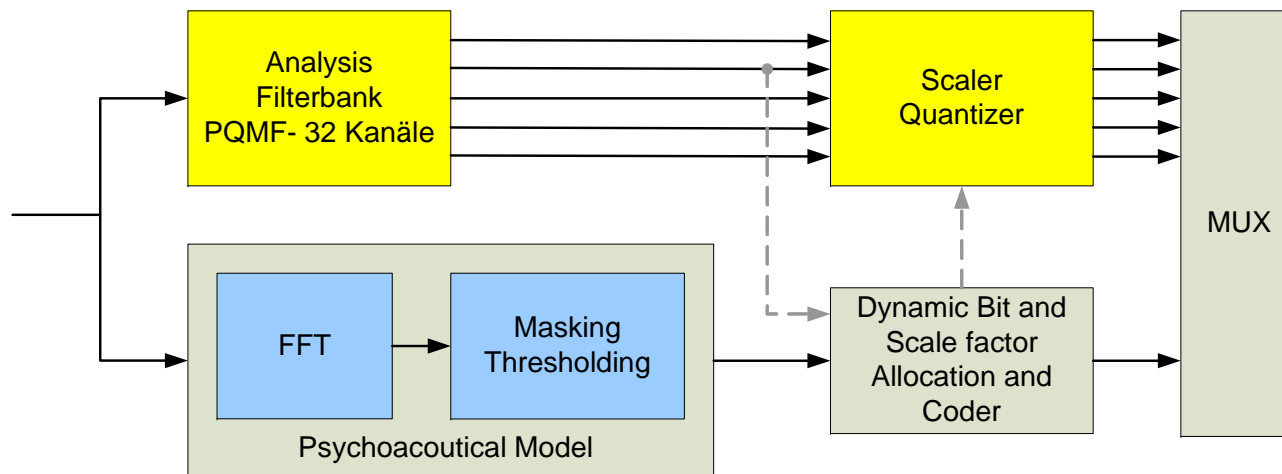 Analysis
Filterbank
PQMF- 32 Kanäle
Scaler
Quantizer
MUX
FFT
Masking
Thresholding
Psychoacoutical Model
Dynamic Bit and
Scale factor
Allocation and
Coder